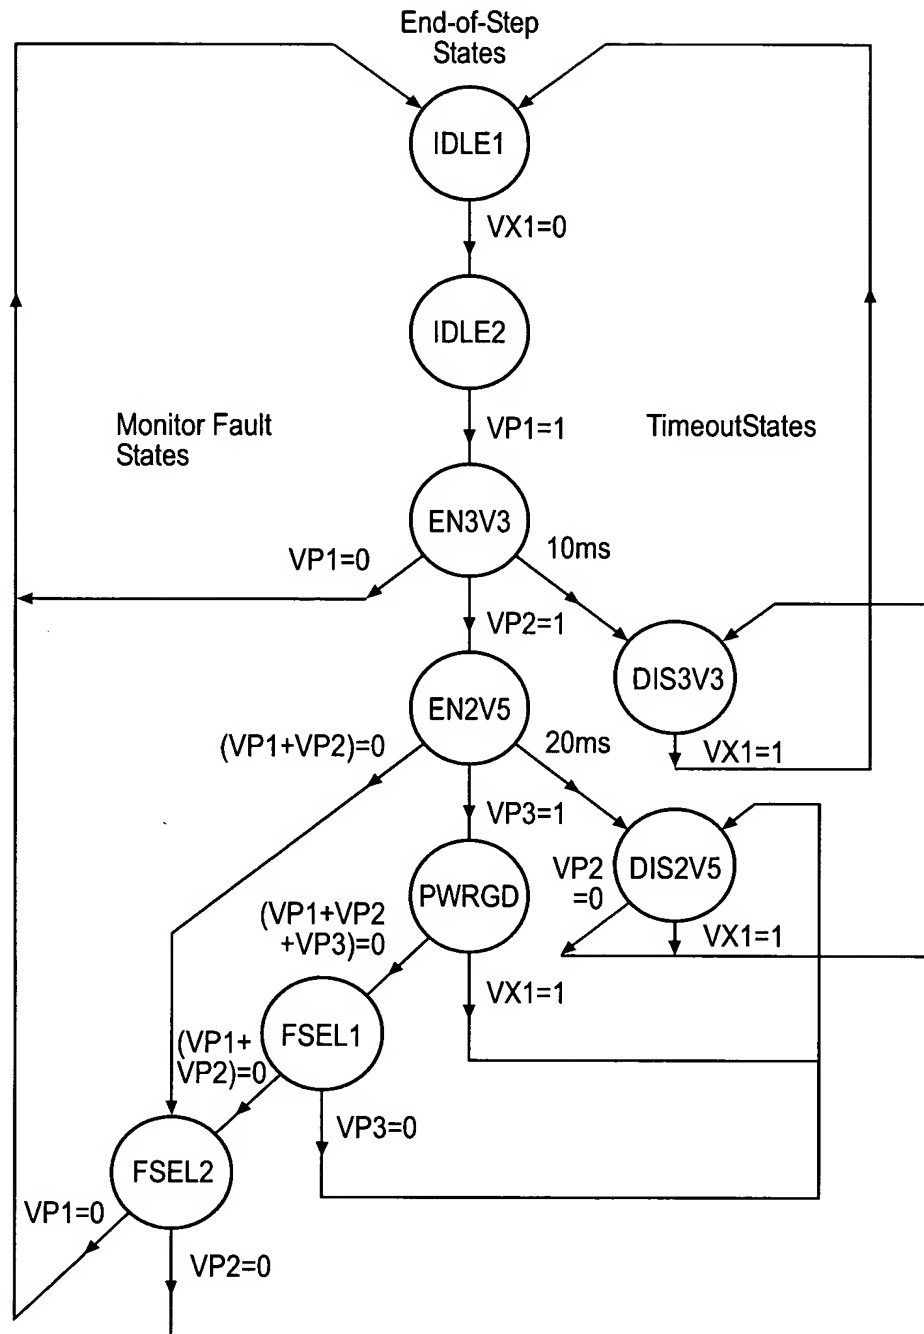 End-of-Step
States
IDLE1
VX1=0
IDLE2
Monitor Fault
States
VP1=1
TimeoutStates
EN3V3
VP1=0
10ms
VP2=1
DIS3V3
EN2V5
(VP1+VP2)=0
20ms
VX1=1
VP3=1
DIS2V5
VP2
=0
PWRGD
(VP1+VP2
+VP3)=0
VX1=1
VX1=1
FSEL1
(VP1+
VP2)=0
VP3=0
FSEL2
VP1=0
VP2=0